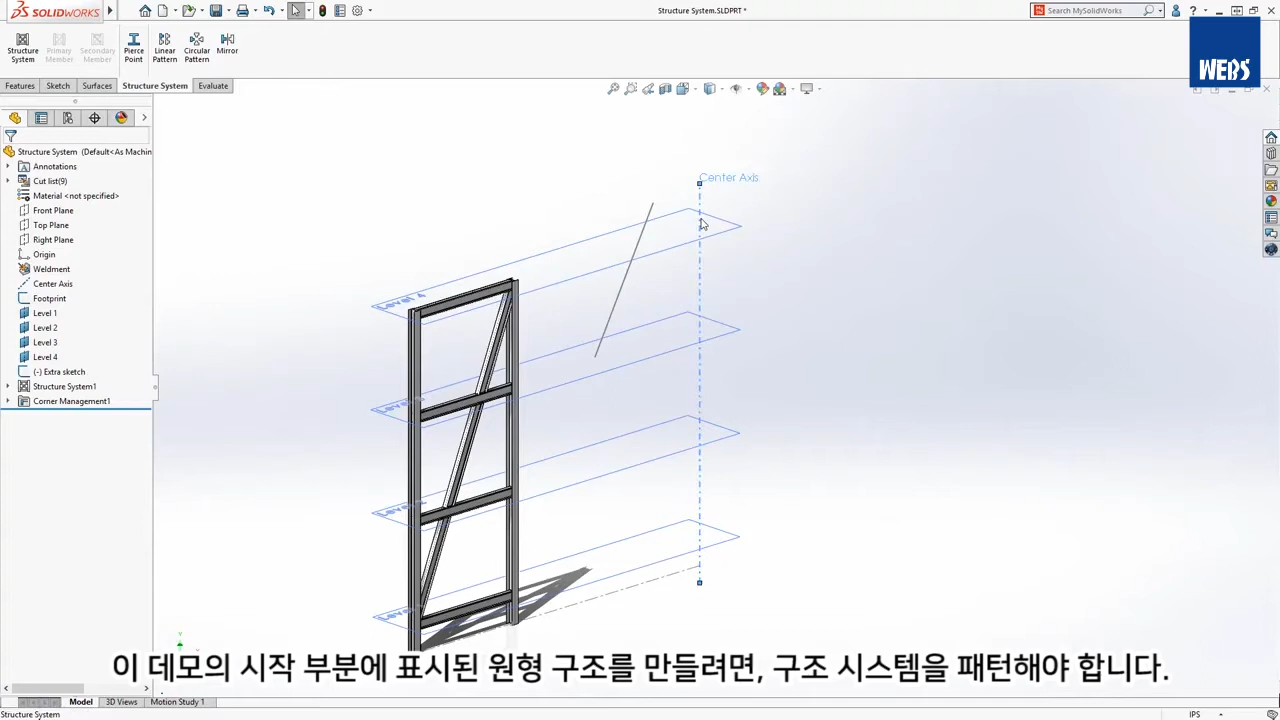 SOLIDWORKS
Structure System.SLDPRT *
Search MySolidWorks
WEBS
Structure System
Primary Member
Secondary Member
Pierce Point
Linear Pattern
Circular Pattern
Mirror
Features
Sketch
Surfaces
Structure System
Evaluate
Structure System (Default<As Machin
Annotations
Cut list(9)
Material <not specified>
Front Plane
Top Plane
Right Plane
Origin
Weldment
Center Axis
Footprint
Level 1
Level 2
Level 3
Level 4
(-) Extra sketch
Structure System1
Corner Management1
Center Axis
Level 4
이 데모의 시작 부분에 표시된 원형 구조를 만들려면, 구조 시스템을 패턴해야 합니다.
Model
3D Views
Motion Study 1
Structure System
IPS